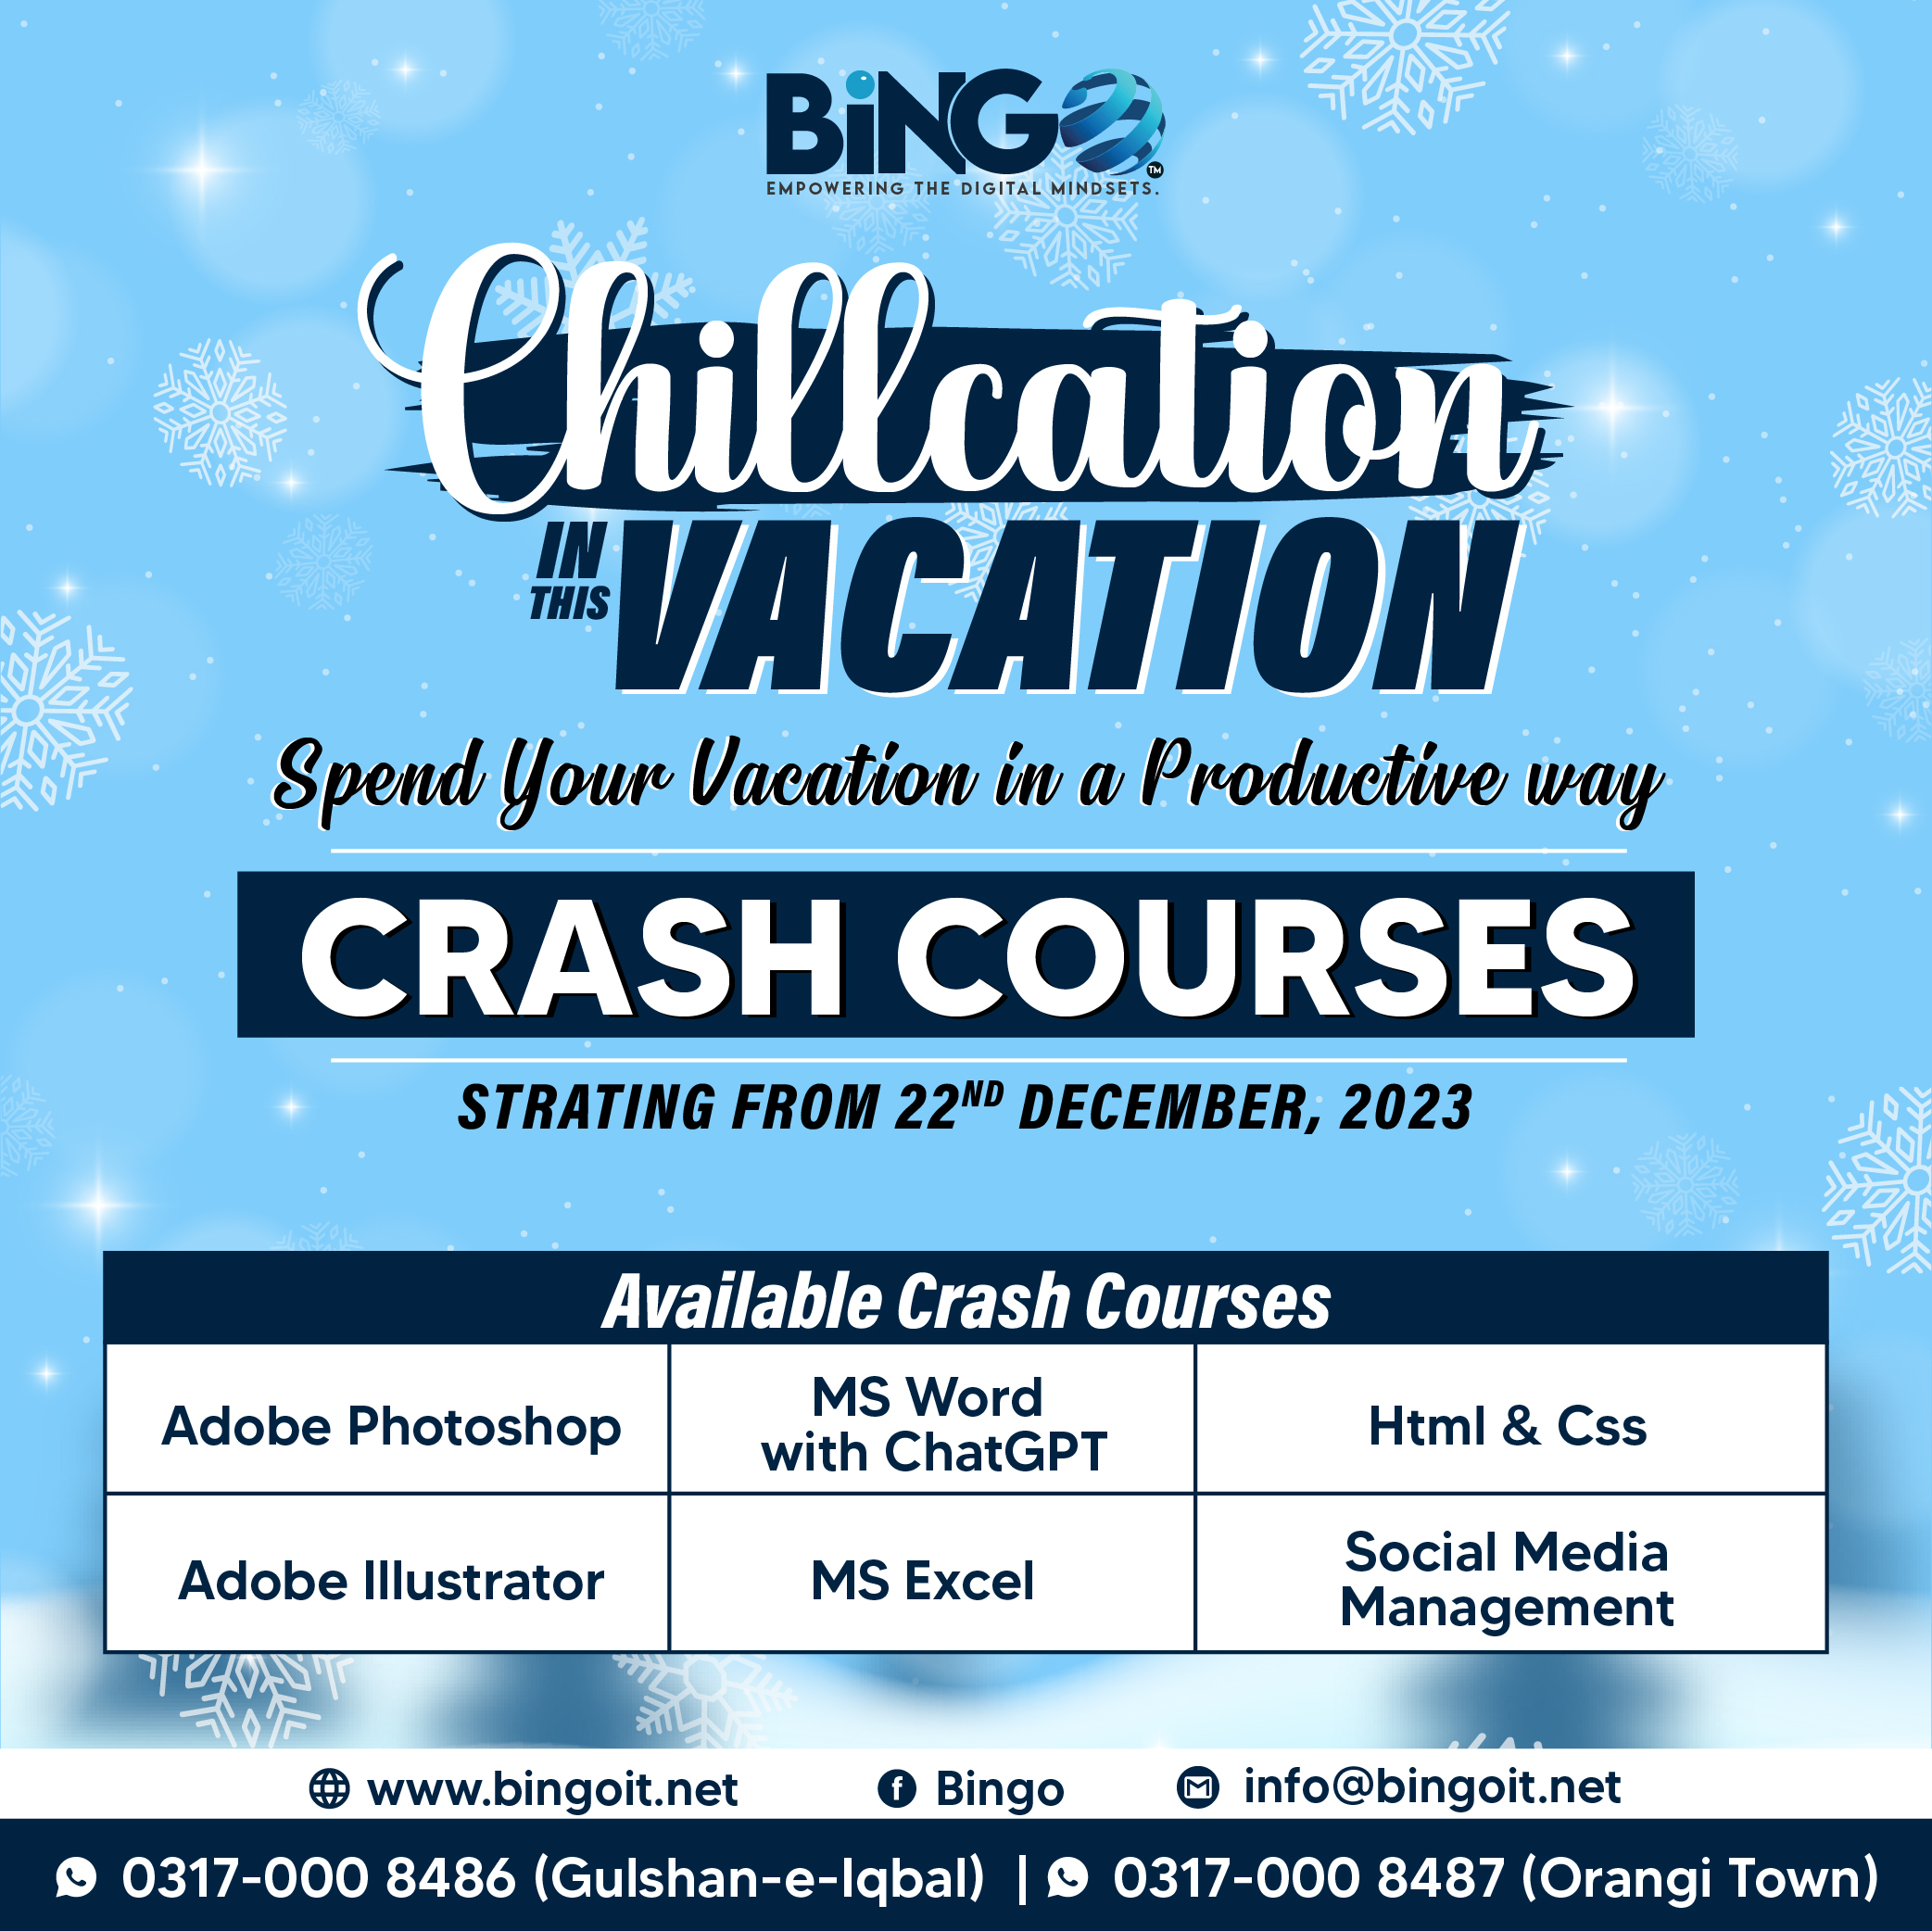 BiNGO
TM
EMPOWERING THE DIGITAL MINDSETS.
Chillcation
IN THIS VACATION
Spend Your Vacation in a Productive way
CRASH COURSES
STRATING FROM 22ND DECEMBER, 2023
Available Crash Courses
Adobe Photoshop
MS Word
with ChatGPT
Html & Css
Adobe Illustrator
MS Excel
Social Media
Management
www.bingoit.net
Bingo
info@bingoit.net
0317-000 8486 (Gulshan-e-Iqbal) | 0317-000 8487 (Orangi Town)